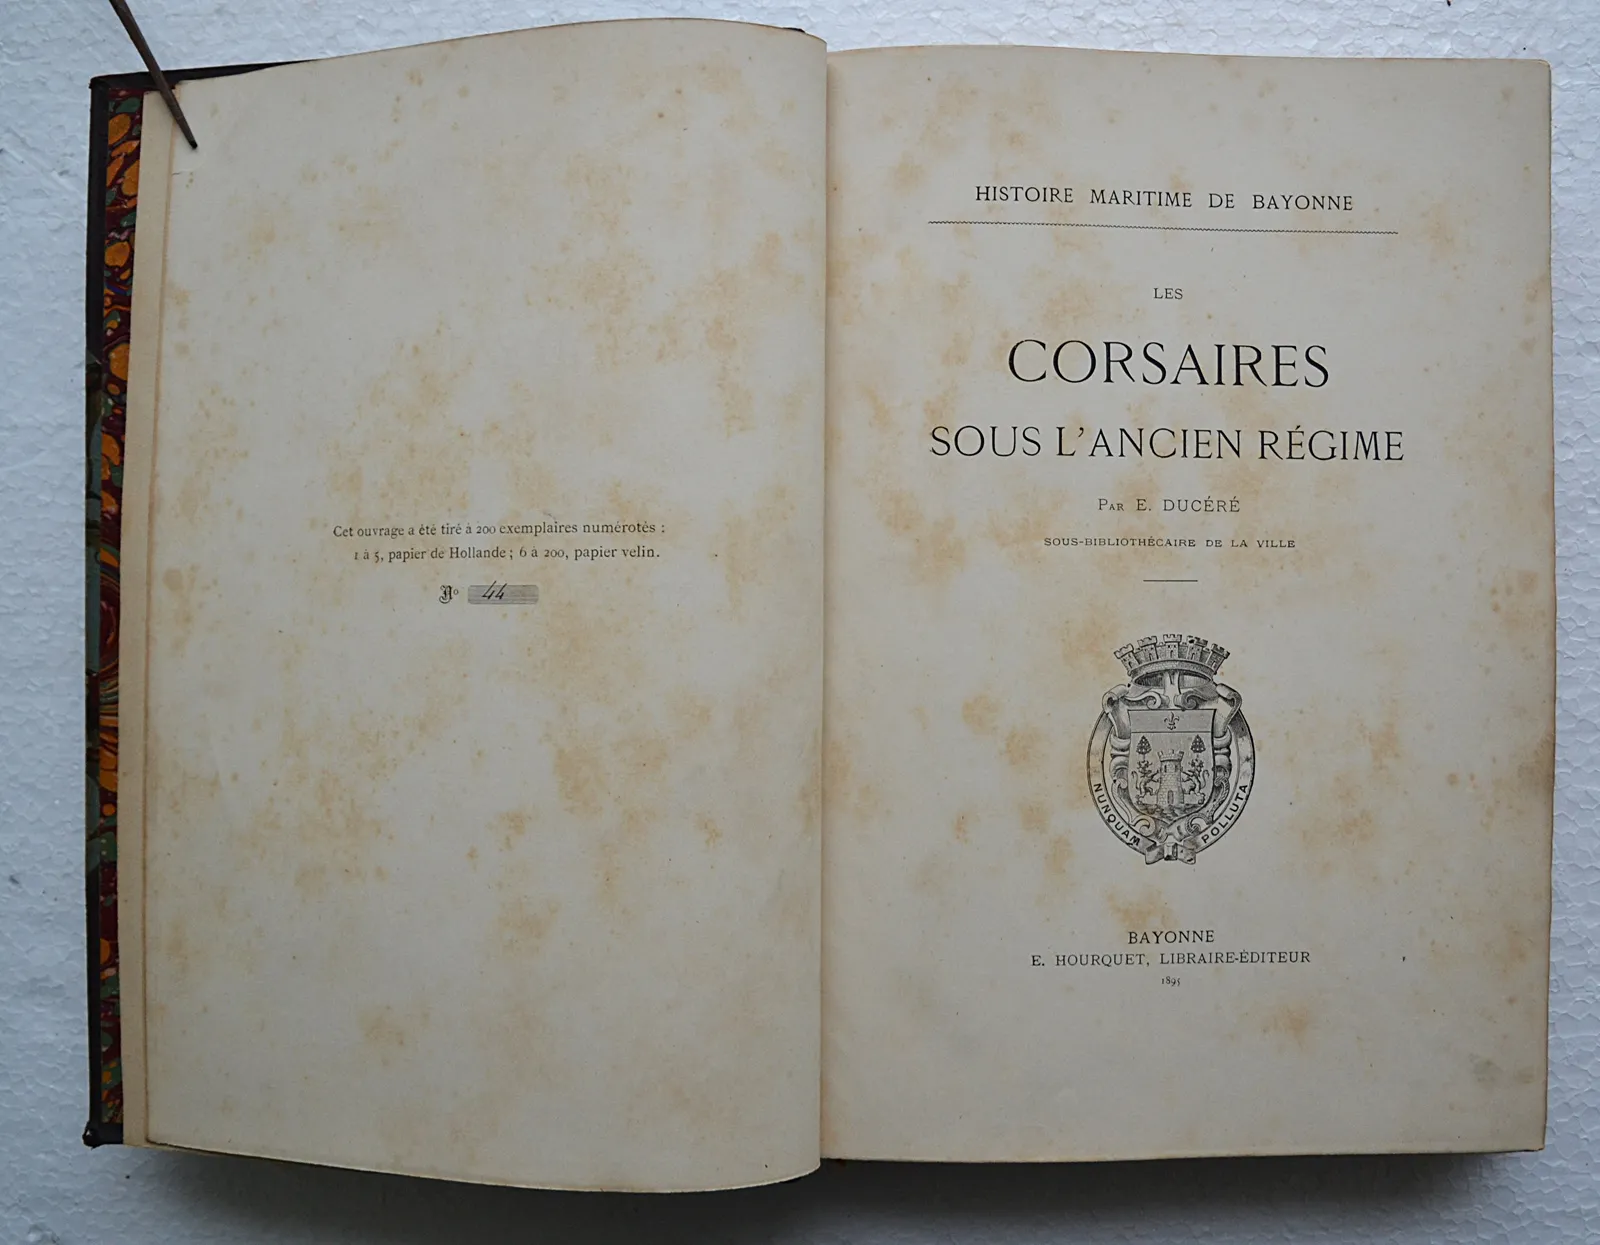 Cet ouvrage a été tiré à 200 exemplaires numérotés :
1 à 5, papier de Hollande ; 6 à 200, papier velin.
Nº 44
HISTOIRE MARITIME DE BAYONNE
LES
CORSAIRES
SOUS L'ANCIEN RÉGIME
PAR E. DUCÉRÉ
SOUS-BIBLIOTHÉCAIRE DE LA VILLE
NUNQUAM POLLUTA
BAYONNE
E. HOURQUET, LIBRAIRE-ÉDITEUR
1895